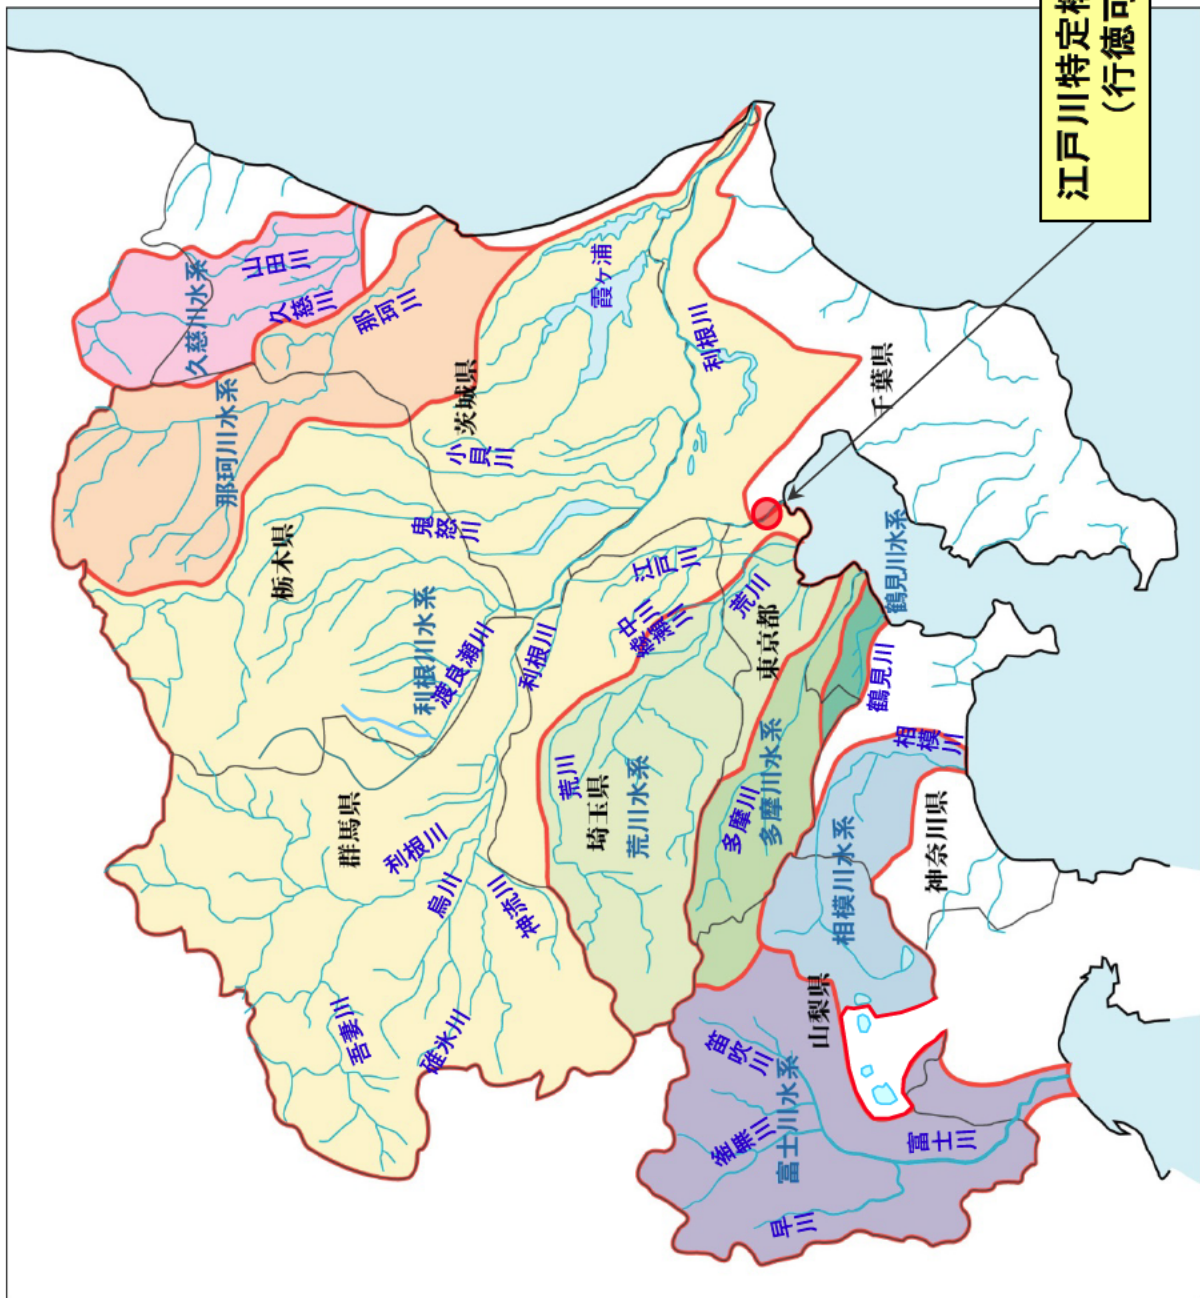 江戸川特定
（行徳可
久慈川水系
山田川
久慈川
那珂川
那珂川水系
茨城県
霞ヶ浦
利根川
千葉県
小貝川
鬼怒川
栃木県
江戸川
中川
綾瀬川
荒川
東京都
鶴見川水系
鶴見川
利根川水系
渡良瀬川
利根川
荒川
埼玉県
荒川水系
多摩川
多摩川水系
相模川
相模川水系
神奈川県
群馬県
利根川
烏川
神流川
吾妻川
碓氷川
山梨県
笛吹川
富士川水系
釜無川
早川
富士川